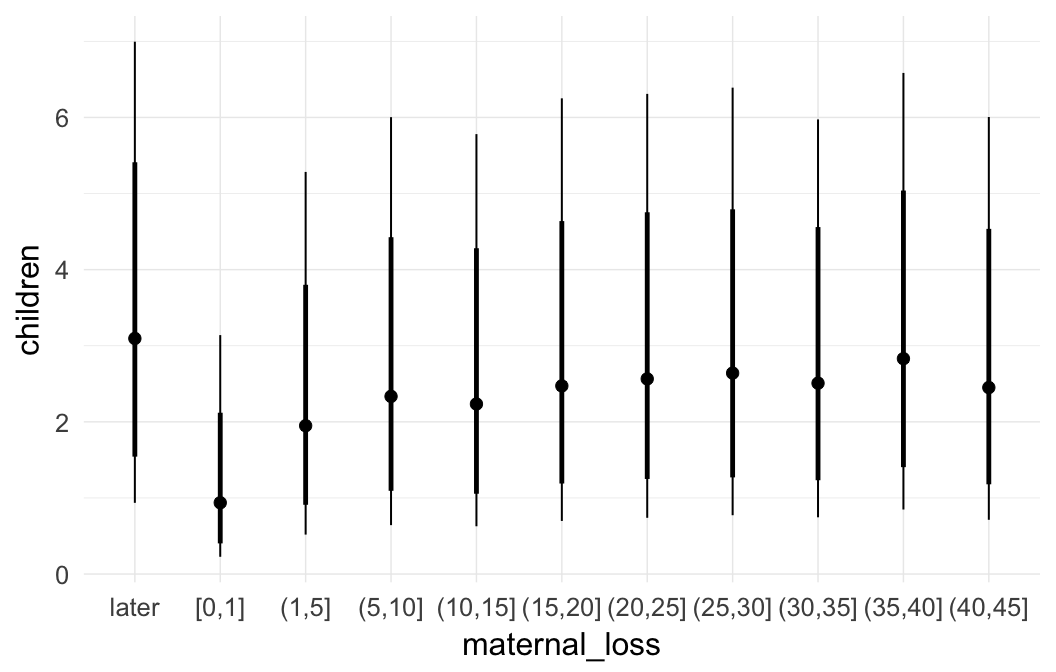 6
4
2
0
children
later [0,1] (1,5] (5,10] (10,15] (15,20] (20,25] (25,30] (30,35] (35,40] (40,45]
maternal_loss